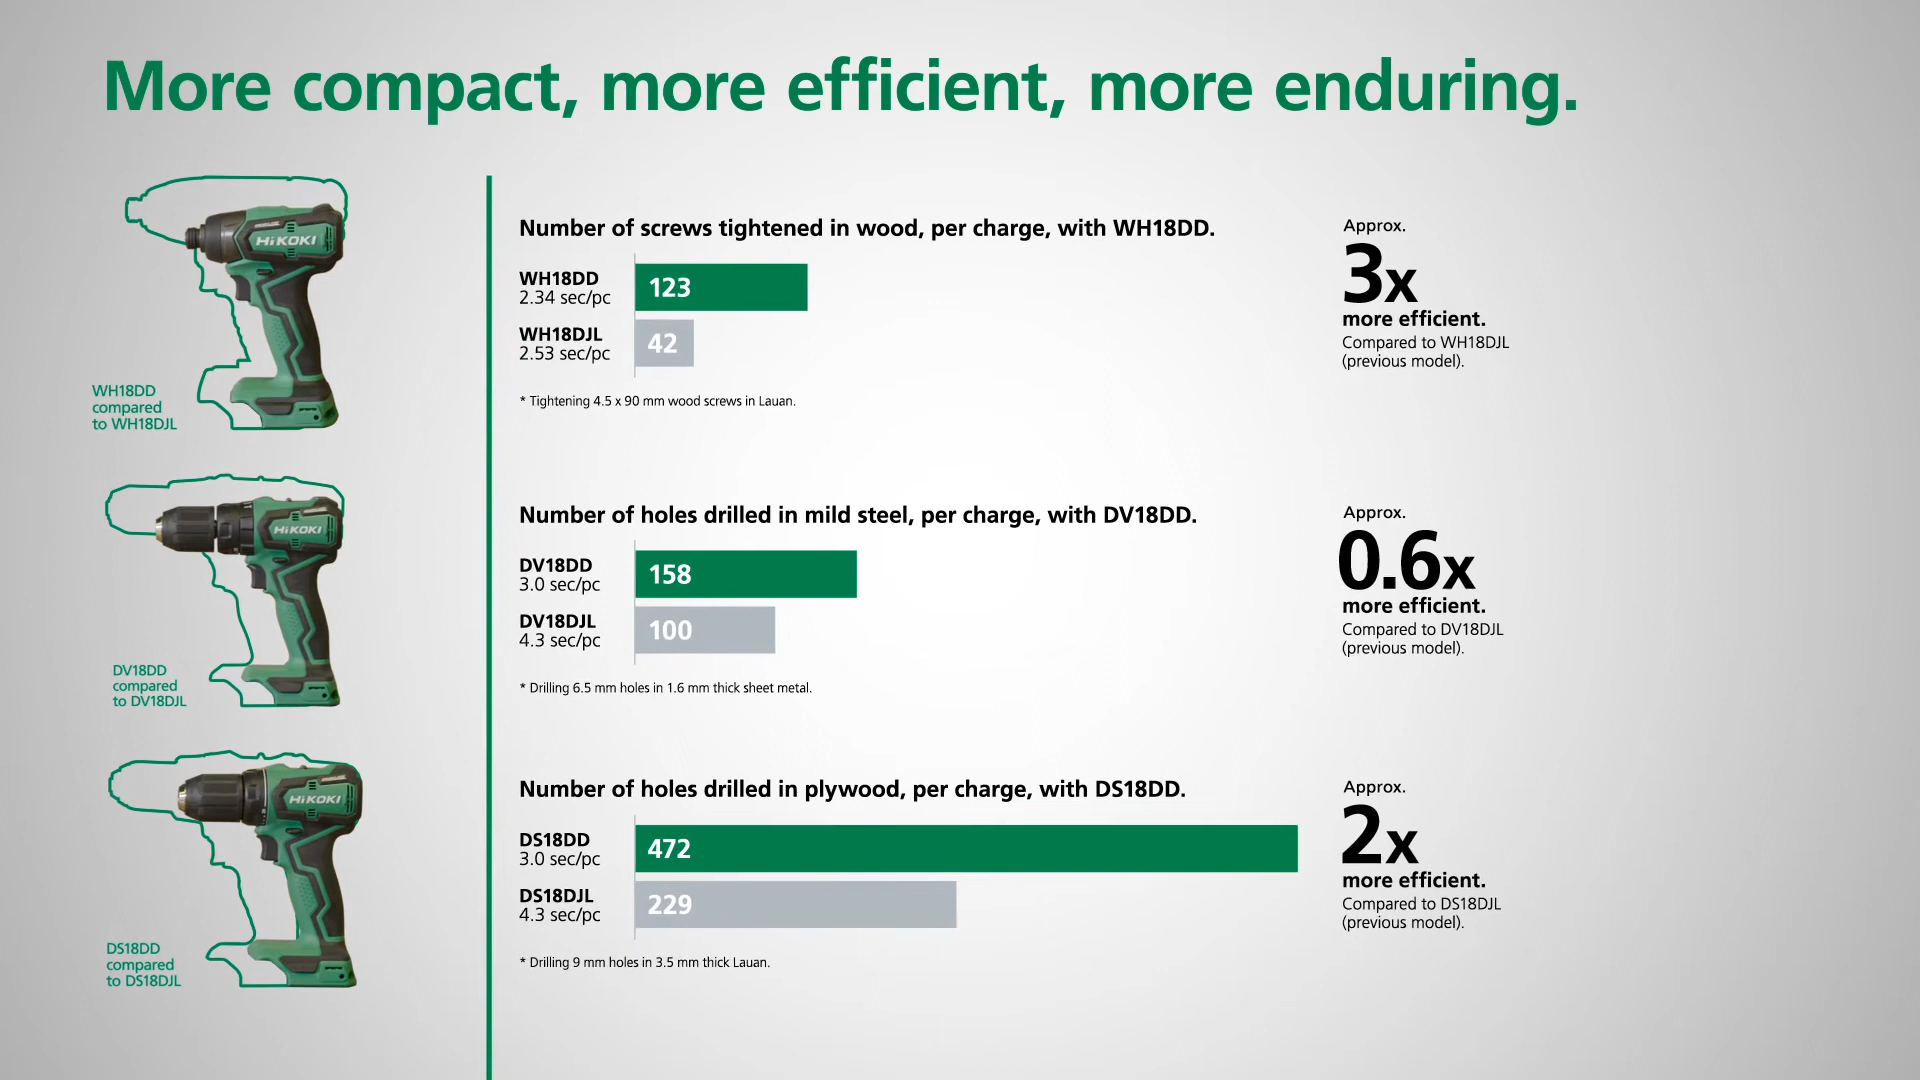 More compact, more efficient, more enduring.
HiKOKI
WH18DD
compared
to WH18DJL
Number of screws tightened in wood, per charge, with WH18DD.
WH18DD
2.34 sec/pc
123
WH18DJL
2.53 sec/pc
42
* Tightening 4.5 x 90 mm wood screws in Lauan.
Approx.
3x
more efficient.
Compared to WH18DJL
(previous model).
HiKOKI
DV18DD
compared
to DV18DJL
Number of holes drilled in mild steel, per charge, with DV18DD.
DV18DD
3.0 sec/pc
158
DV18DJL
4.3 sec/pc
100
* Drilling 6.5 mm holes in 1.6 mm thick sheet metal.
Approx.
0.6x
more efficient.
Compared to DV18DJL
(previous model).
HiKOKI
DS18DD
compared
to DS18DJL
Number of holes drilled in plywood, per charge, with DS18DD.
DS18DD
3.0 sec/pc
472
DS18DJL
4.3 sec/pc
229
* Drilling 9 mm holes in 3.5 mm thick Lauan.
Approx.
2x
more efficient.
Compared to DS18DJL
(previous model).